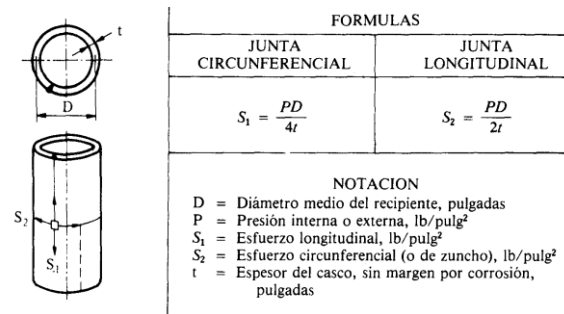 t
D
S₂
S₁
FORMULAS
JUNTA CIRCUNFERENCIAL
JUNTA LONGITUDINAL
S₁ = PD/4t
S₂ = PD/2t
NOTACION
D = Diámetro medio del recipiente, pulgadas
P = Presión interna o externa, lb/pulg²
S₁ = Esfuerzo longitudinal, lb/pulg²
S₂ = Esfuerzo circunferencial (o de zuncho), lb/pulg²
t = Espesor del casco, sin margen por corrosión,
pulgadas